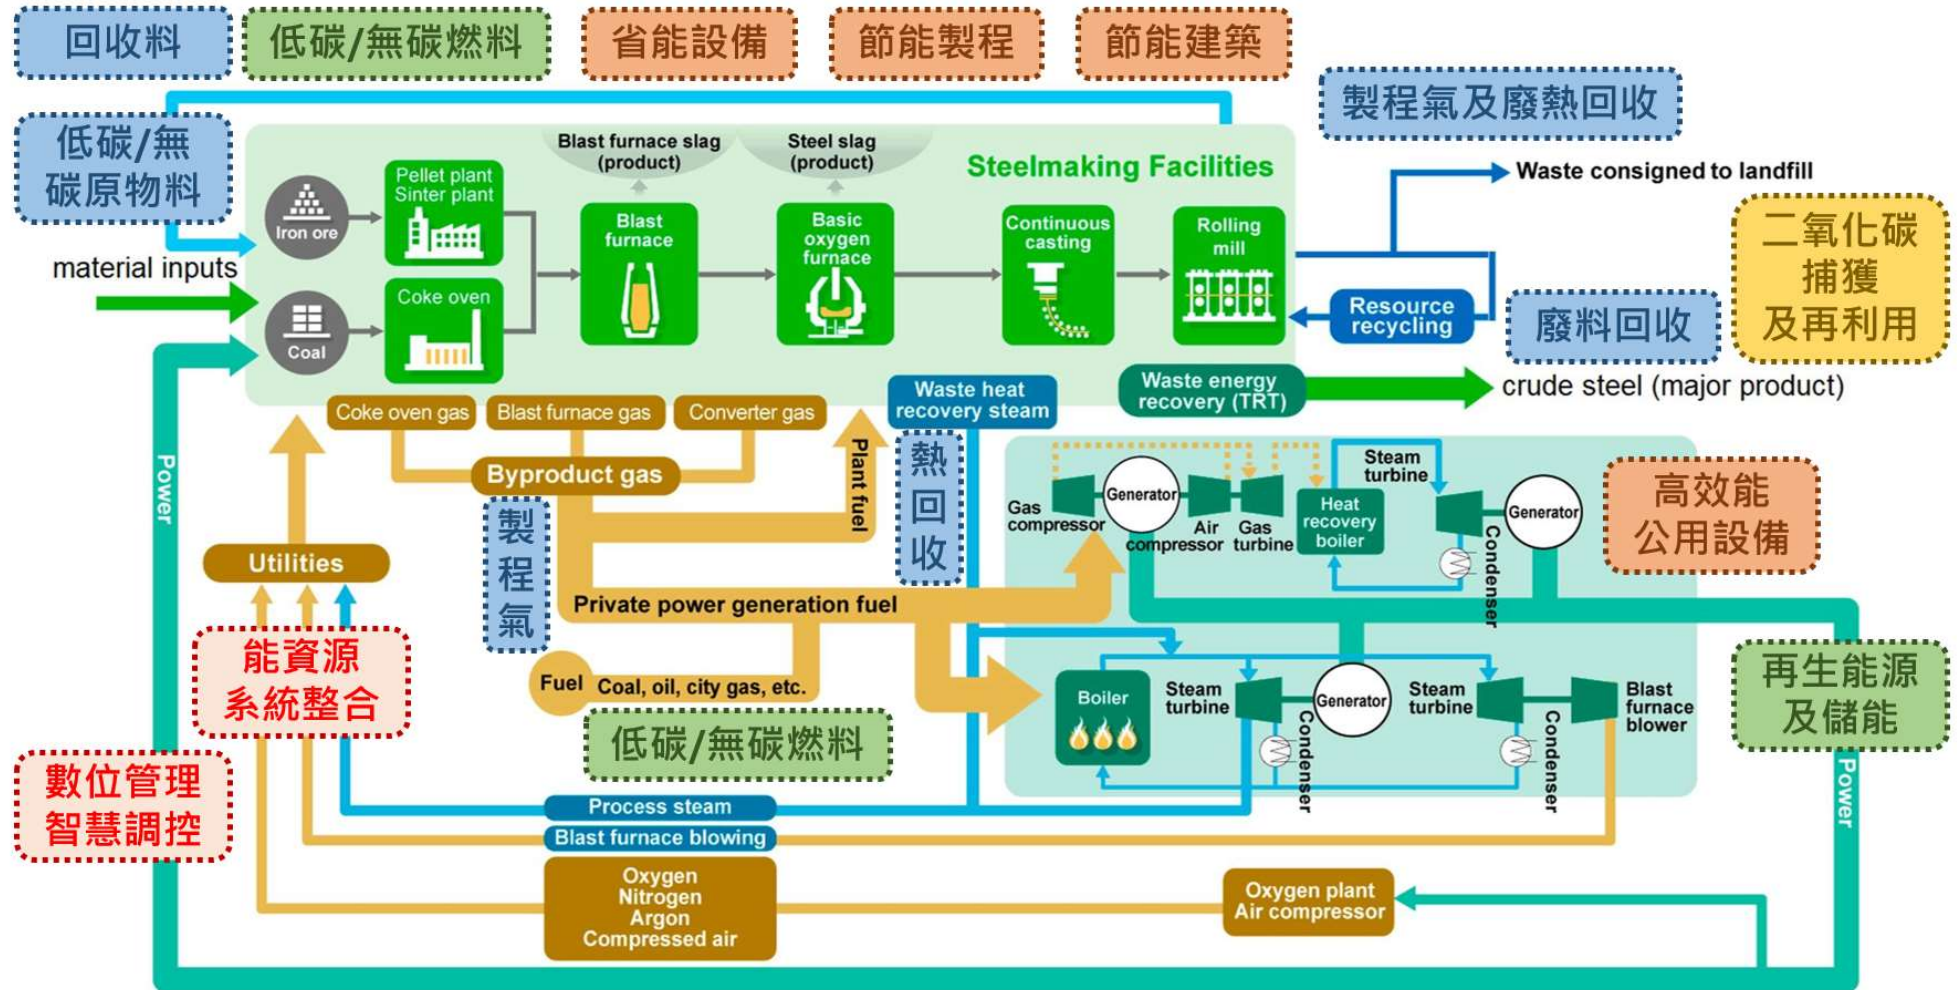 回收料
低碳/無碳燃料
省能設備
節能製程
節能建築
製程氣及廢熱回收
低碳/無
碳原物料
Blast furnace slag
(product)
Steel slag
(product)
Steelmaking Facilities
Waste consigned to landfill
Iron ore
Pellet plant
Sinter plant
Blast
furnace
Basic
oxygen
furnace
Continuous
casting
Rolling
mill
二氧化碳
捕獲
及再利用
material inputs
Coal
Coke oven
Resource
recycling
廢料回收
Waste heat
recovery steam
Waste energy
recovery (TRT)
crude steel (major product)
Coke oven gas
Blast furnace gas
Converter gas
Byproduct gas
Plant fuel
熱
回
收
Power
製
程
氣
Gas
compressor
Generator
Air
compressor
Gas
turbine
Heat
recovery
boiler
Steam
turbine
Condenser
Generator
高效能
公用設備
Utilities
Private power generation fuel
能資源
系統整合
Fuel
Coal, oil, city gas, etc.
低碳/無碳燃料
Boiler
Steam
turbine
Condenser
Generator
Steam
turbine
Condenser
Blast
furnace
blower
再生能源
及儲能
Power
數位管理
智慧調控
Process steam
Blast furnace blowing
Oxygen
Nitrogen
Argon
Compressed air
Oxygen plant
Air compressor